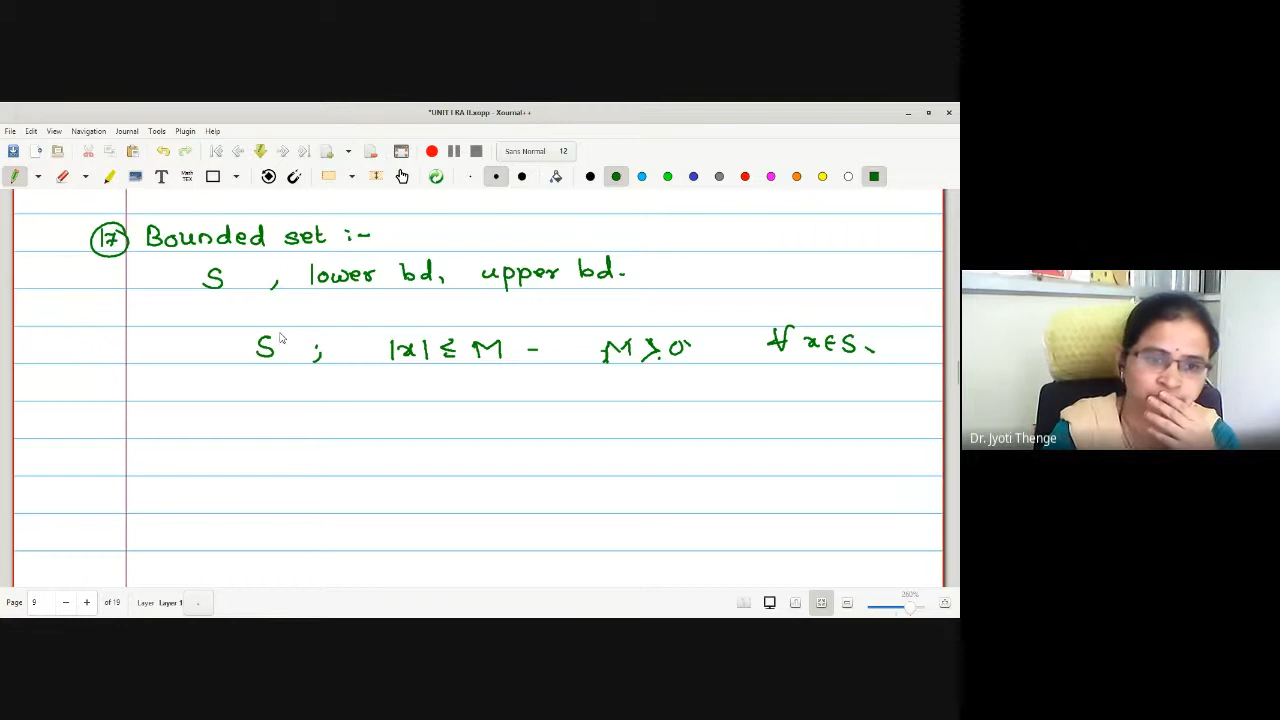 *UNIT I RA II.xopp - Xournal++
File Edit View Navigation Journal Tools Plugin Help
Sans Normal 12
17 Bounded set :-
S , lower bd, upper bd.
S ; |x| ≤ M - M > 0 ∀ x ∈ S.
Dr. Jyoti Thenge
Page 9 of 19 Layer Layer 1 260%